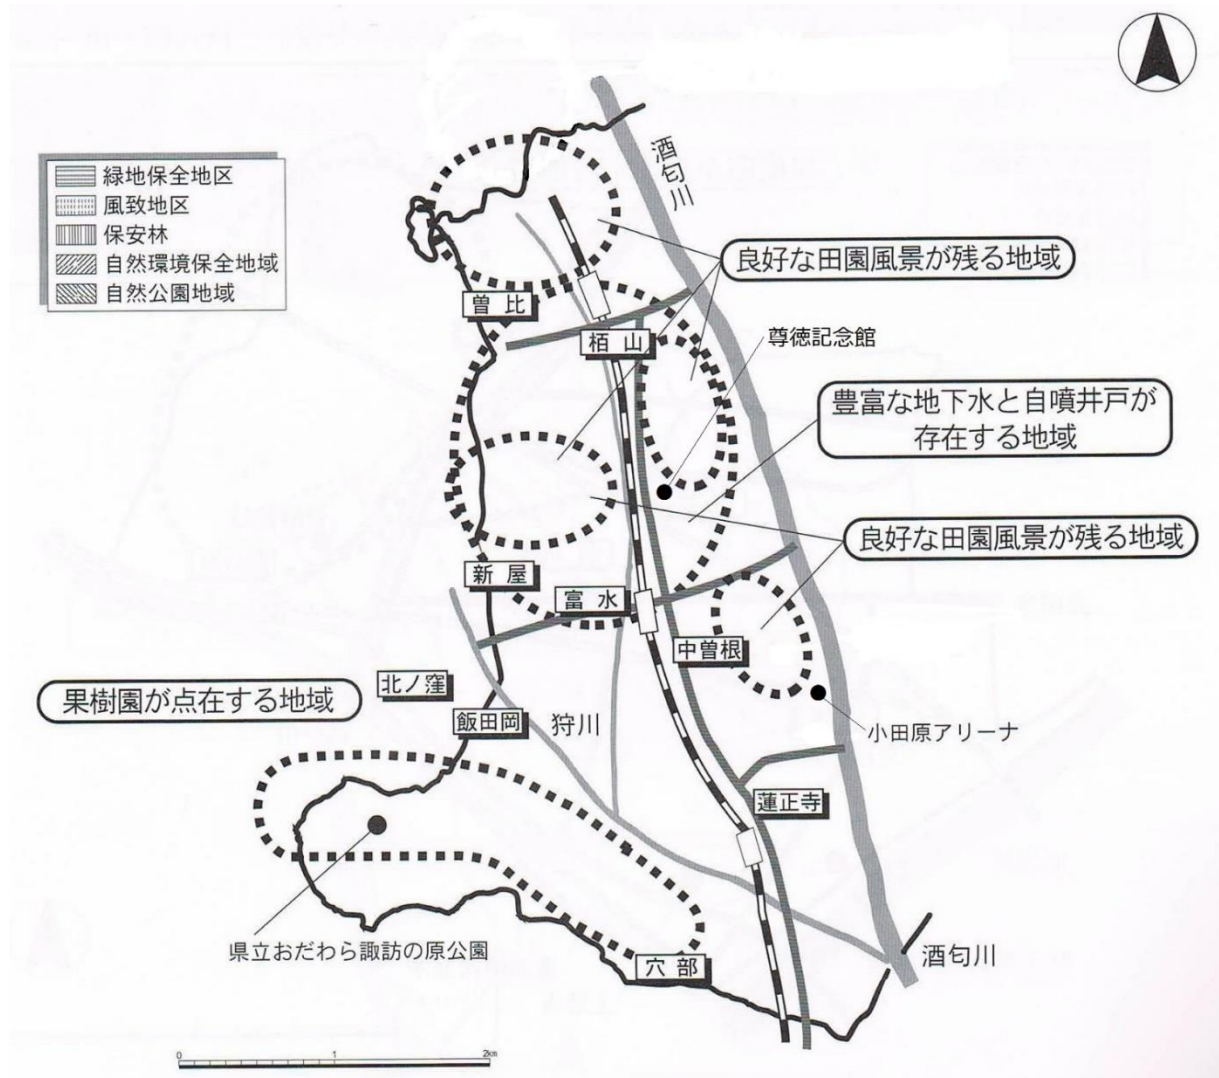 酒匂川
緑地保全地区
風致地区
保安林
自然環境保全地域
自然公園地域
良好な田園風景が残る地域
曽比
栢山
尊徳記念館
豊富な地下水と自噴井戸が
存在する地域
良好な田園風景が残る地域
新屋
富水
中曽根
北ノ窪
果樹園が点在する地域
飯田岡
狩川
小田原アリーナ
蓮正寺
県立おだわら諏訪の原公園
穴部
酒匂川
0 1 2km